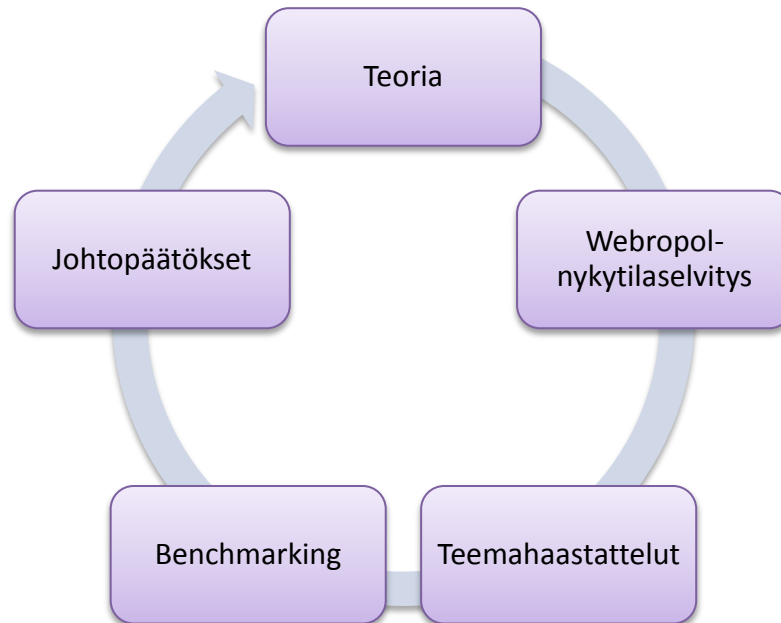 Teoria
Webropol-
nykytilaselvitys
Teemahaastattelut
Benchmarking
Johtopäätökset